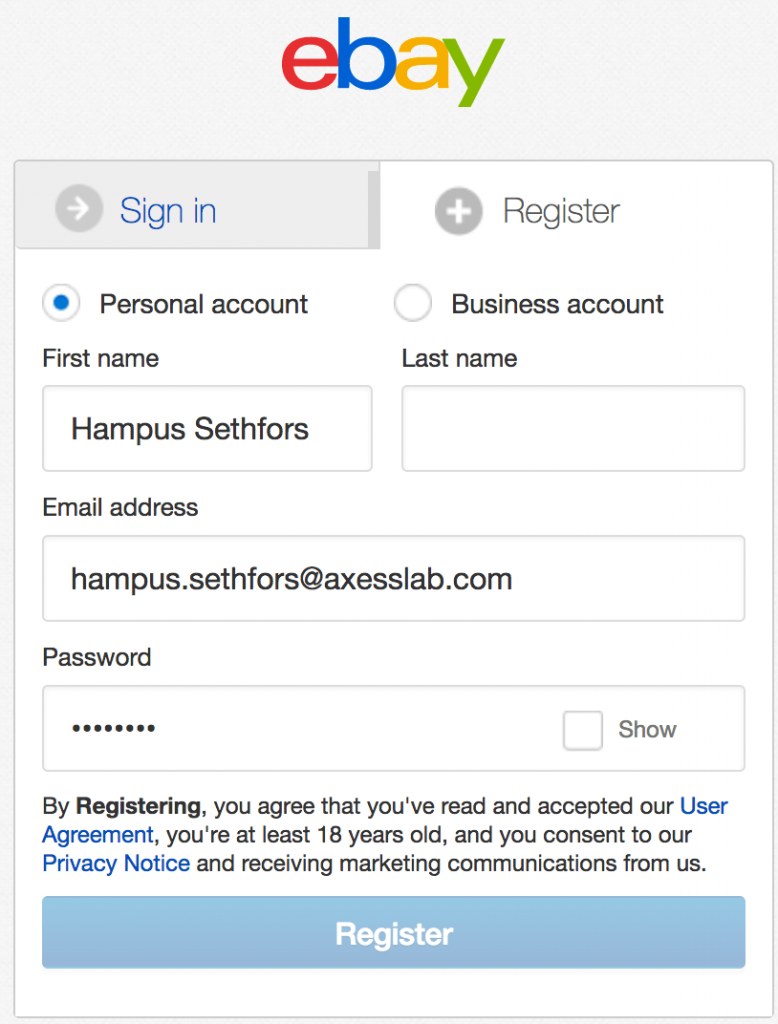 ebay
Sign in
Register
Personal account
Business account
First name
Last name
Hampus Sethfors
Email address
hampus.sethfors@axesslab.com
Password
••••••••
Show
By Registering, you agree that you've read and accepted our User
Agreement, you're at least 18 years old, and you consent to our
Privacy Notice and receiving marketing communications from us.
Register